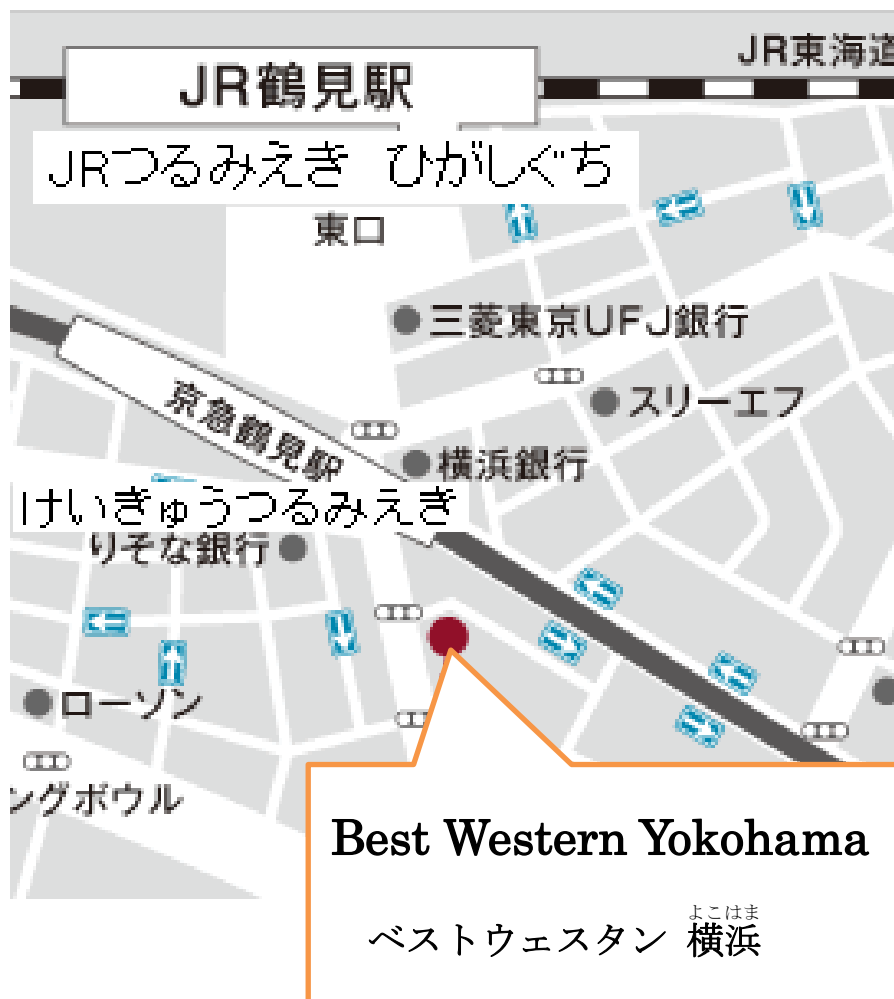 JR東海道
JR鶴見駅
JRつるみえき ひがしぐち
東口
三菱東京UFJ銀行
スリーエフ
京急鶴見駅
横浜銀行
けいきゅうつるみえき
りそな銀行
ローソン
ングボウル
Best Western Yokohama
よこはま
ベストウェスタン 横浜